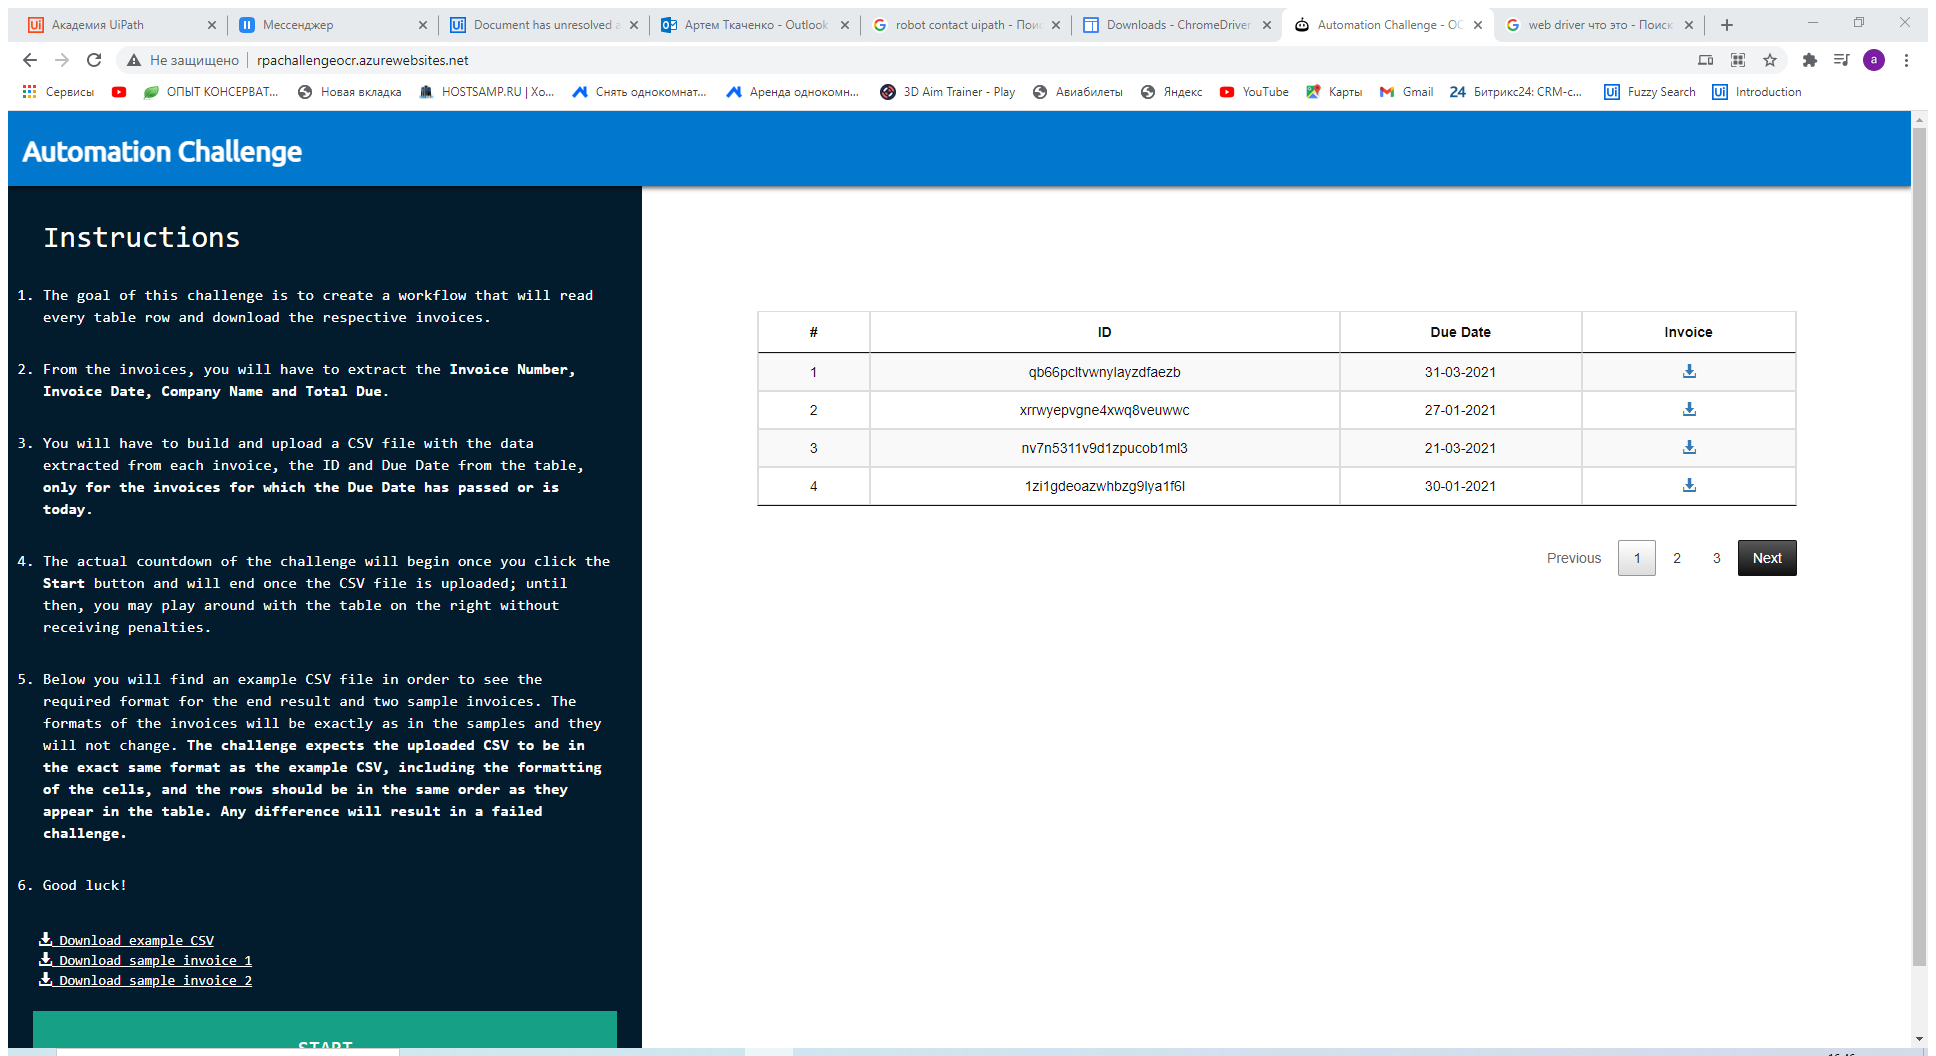 Академия UiPath
Мессенджер
Document has unresolved a
Артем Ткаченко - Outlook
robot contact uipath - Поис
Downloads - ChromeDriver
Automation Challenge - OC
web driver что это - Поиск
Не защищено
rpachallengeocr.azurewebsites.net
a
Сервисы
ОПЫТ КОНСЕРВАТ...
Новая вкладка
HOSTSAMP.RU | Хо...
Снять однокомнат...
Аренда однокомн...
3D Aim Trainer - Play
Авиабилеты
Яндекс
YouTube
Карты
Gmail
24 Битрикс24: CRM-с...
Ui Fuzzy Search
Ui Introduction
Automation Challenge
Instructions
1. The goal of this challenge is to create a workflow that will read
every table row and download the respective invoices.
2. From the invoices, you will have to extract the Invoice Number,
Invoice Date, Company Name and Total Due.
3. You will have to build and upload a CSV file with the data
extracted from each invoice, the ID and Due Date from the table,
only for the invoices for which the Due Date has passed or is
today.
4. The actual countdown of the challenge will begin once you click the
Start button and will end once the CSV file is uploaded; until
then, you may play around with the table on the right without
receiving penalties.
5. Below you will find an example CSV file in order to see the
required format for the end result and two sample invoices. The
formats of the invoices will be exactly as in the samples and they
will not change. The challenge expects the uploaded CSV to be in
the exact same format as the example CSV, including the formatting
of the cells, and the rows should be in the same order as they
appear in the table. Any difference will result in a failed
challenge.
6. Good luck!
Download example CSV
Download sample invoice 1
Download sample invoice 2
START
# ID Due Date Invoice
1 qb66pcltvwnylayzdfaezb 31-03-2021
2 xrrwyepvgne4xwq8veuwwc 27-01-2021
3 nv7n5311v9d1zpucob1ml3 21-03-2021
4 1zi1gdeoazwhbzg9lya1f6l 30-01-2021
Previous 1 2 3 Next